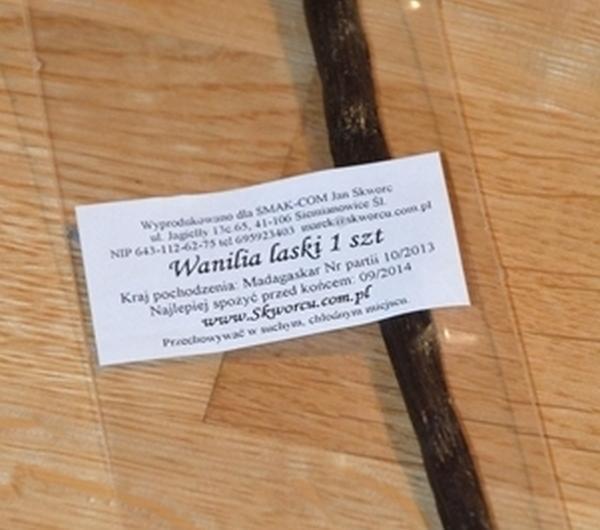 Wyprodukowano dla SMAK-COM Jan Skworc
ul. Jagiełły 13c.65, 41-106 Siemianowice Śl.
NIP 643-112-62-75 tel 695923403 marek@skworcu.com.pl
Wanilia laski 1 szt
Kraj pochodzenia: Madagaskar Nr partii 10/2013
Najlepiej spożyć przed końcem: 09/2014
www.Skworcu.com.pl
Przechowywać w suchym, chłodnym miejscu.